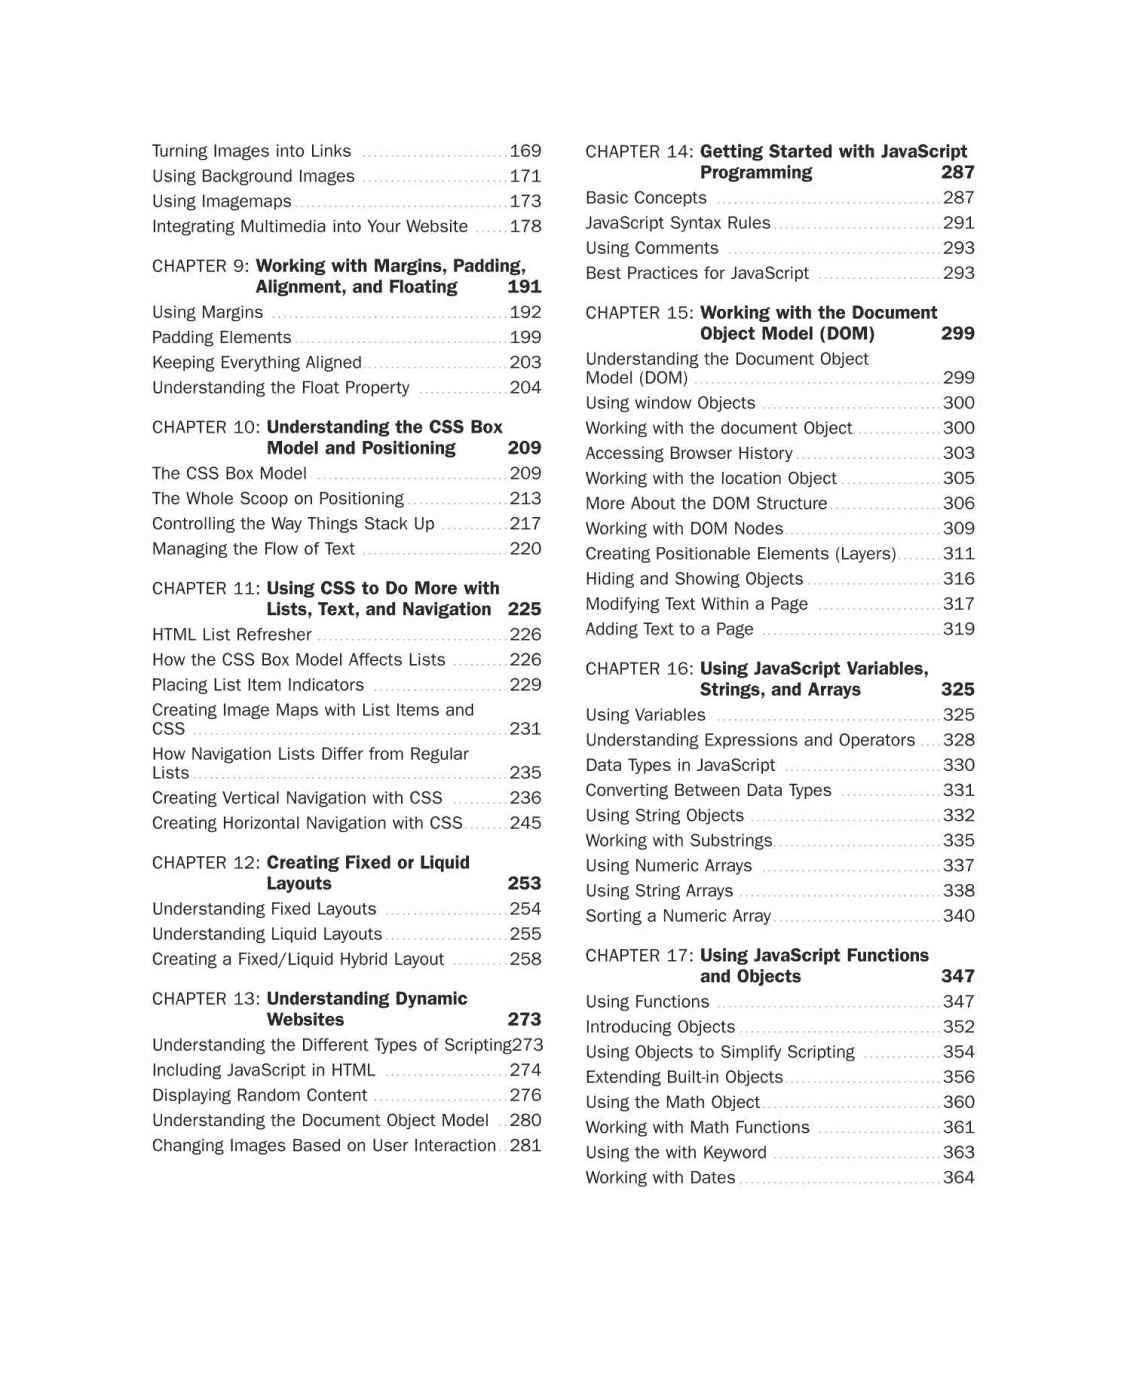 Turning Images into Links 169
Using Background Images 171
Using Imagemaps 173
Integrating Multimedia into Your Website 178
CHAPTER 9: Working with Margins, Padding,
Alignment, and Floating 191
Using Margins 192
Padding Elements 199
Keeping Everything Aligned 203
Understanding the Float Property 204
CHAPTER 10: Understanding the CSS Box
Model and Positioning 209
The CSS Box Model 209
The Whole Scoop on Positioning 213
Controlling the Way Things Stack Up 217
Managing the Flow of Text 220
CHAPTER 11: Using CSS to Do More with
Lists, Text, and Navigation 225
HTML List Refresher 226
How the CSS Box Model Affects Lists 226
Placing List Item Indicators 229
Creating Image Maps with List Items and
CSS 231
How Navigation Lists Differ from Regular
Lists 235
Creating Vertical Navigation with CSS 236
Creating Horizontal Navigation with CSS 245
CHAPTER 12: Creating Fixed or Liquid
Layouts 253
Understanding Fixed Layouts 254
Understanding Liquid Layouts 255
Creating a Fixed/Liquid Hybrid Layout 258
CHAPTER 13: Understanding Dynamic
Websites 273
Understanding the Different Types of Scripting273
Including JavaScript in HTML 274
Displaying Random Content 276
Understanding the Document Object Model 280
Changing Images Based on User Interaction 281
CHAPTER 14: Getting Started with JavaScript
Programming 287
Basic Concepts 287
JavaScript Syntax Rules 291
Using Comments 293
Best Practices for JavaScript 293
CHAPTER 15: Working with the Document
Object Model (DOM) 299
Understanding the Document Object
Model (DOM) 299
Using window Objects 300
Working with the document Object 300
Accessing Browser History 303
Working with the location Object 305
More About the DOM Structure 306
Working with DOM Nodes 309
Creating Positionable Elements (Layers) 311
Hiding and Showing Objects 316
Modifying Text Within a Page 317
Adding Text to a Page 319
CHAPTER 16: Using JavaScript Variables,
Strings, and Arrays 325
Using Variables 325
Understanding Expressions and Operators 328
Data Types in JavaScript 330
Converting Between Data Types 331
Using String Objects 332
Working with Substrings 335
Using Numeric Arrays 337
Using String Arrays 338
Sorting a Numeric Array 340
CHAPTER 17: Using JavaScript Functions
and Objects 347
Using Functions 347
Introducing Objects 352
Using Objects to Simplify Scripting 354
Extending Built-in Objects 356
Using the Math Object 360
Working with Math Functions 361
Using the with Keyword 363
Working with Dates 364